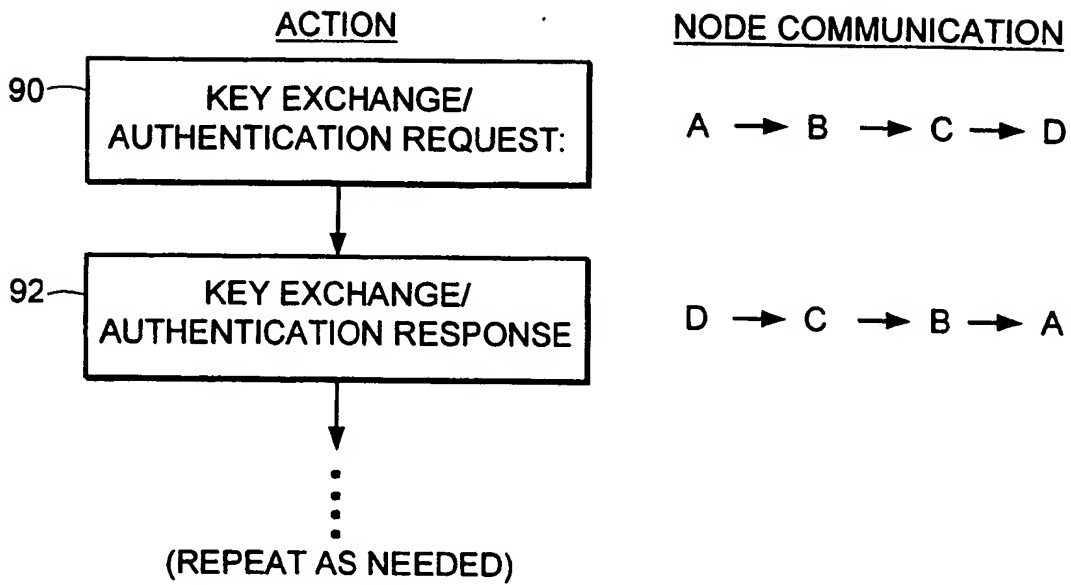 ACTION
NODE COMMUNICATION
90
KEY EXCHANGE/
AUTHENTICATION REQUEST:
A → B → C → D
92
KEY EXCHANGE/
AUTHENTICATION RESPONSE
D → C → B → A
(REPEAT AS NEEDED)